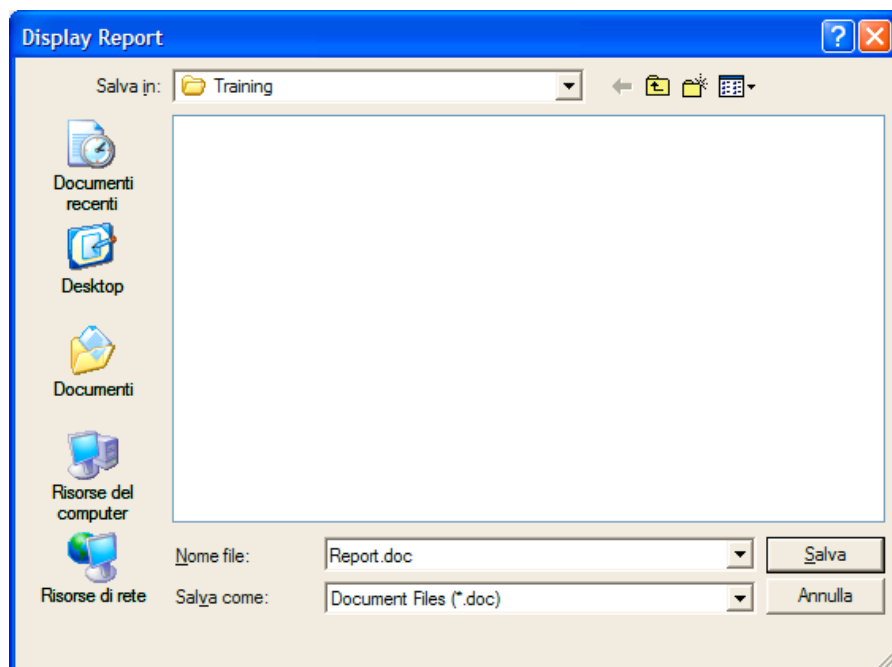 Display Report
Salva in:
Training
Documenti
recenti
Desktop
Documenti
Risorse del
computer
Risorse di rete
Nome file:
Report.doc
Salva
Salva come:
Document Files (*.doc)
Annulla